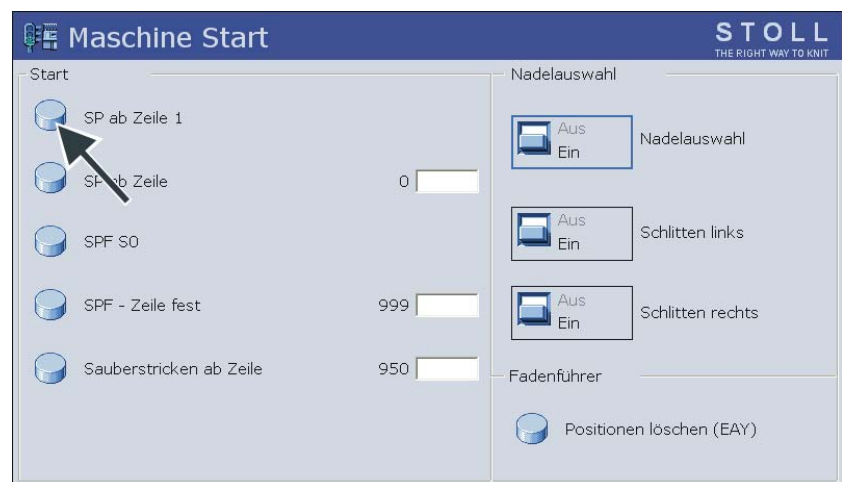 Maschine Start
STOLL
THE RIGHT WAY TO KNIT
Start
SP ab Zeile 1
SP ab Zeile 0
SPF S0
SPF - Zeile fest 999
Sauberstricken ab Zeile 950
Nadelauswahl
Aus
Ein
Nadelauswahl
Aus
Ein
Schlitten links
Aus
Ein
Schlitten rechts
Fadenführer
Positionen löschen (EAY)